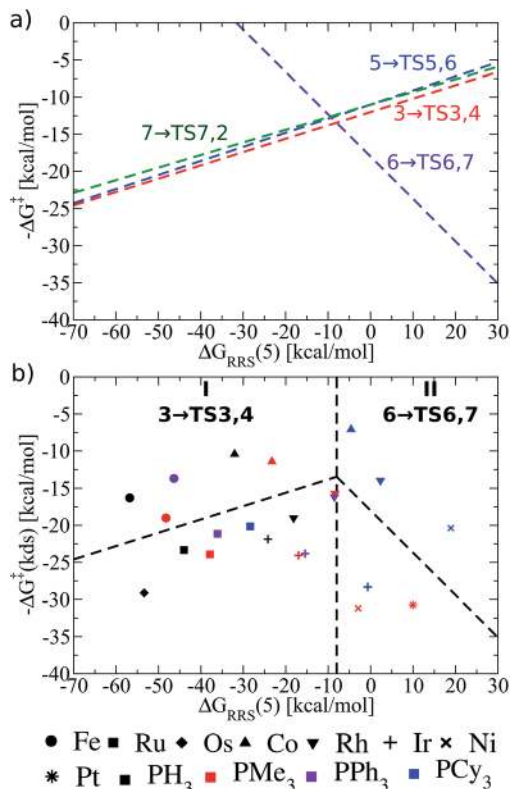 a)
0
-5
-10
-15
-20
-25
-30
-35
-40
-ΔG‡ [kcal/mol]
5→TS5,6
7→TS7,2
3→TS3,4
6→TS6,7
-70 -60 -50 -40 -30 -20 -10 0 10 20 30
ΔG_RRS(5) [kcal/mol]
b)
0
-5
-10
-15
-20
-25
-30
-35
-40
-ΔG‡(kds) [kcal/mol]
I II
3→TS3,4 6→TS6,7
-70 -60 -50 -40 -30 -20 -10 0 10 20 30
ΔG_RRS(5) [kcal/mol]
Fe Ru Os Co Rh Ir Ni
Pt PH₃ PMe₃ PPh₃ PCy₃